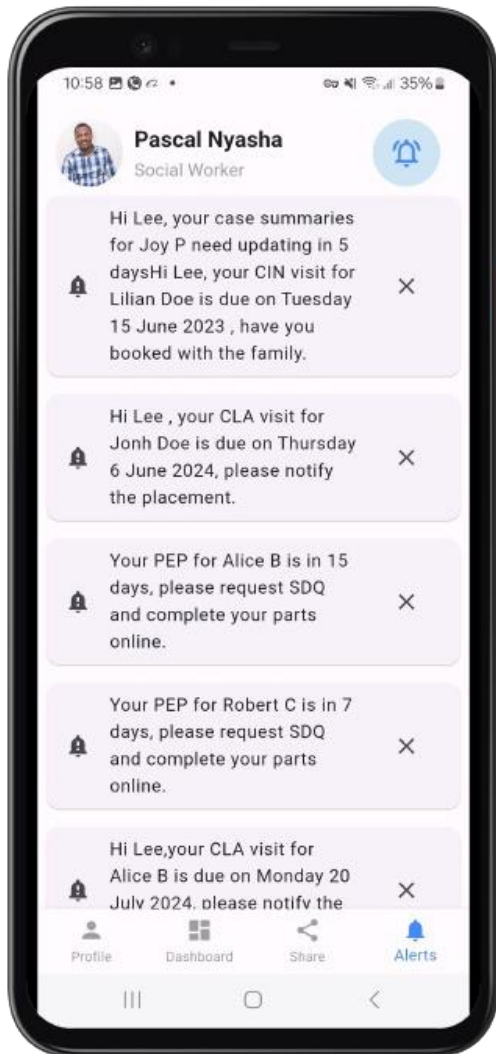 10:58
35%
Pascal Nyasha
Social Worker
Hi Lee, your case summaries
for Joy P need updating in 5
daysHi Lee, your CIN visit for
Lilian Doe is due on Tuesday
15 June 2023 , have you
booked with the family.
Hi Lee , your CLA visit for
Jonh Doe is due on Thursday
6 June 2024, please notify
the placement.
Your PEP for Alice B is in 15
days, please request SDQ
and complete your parts
online.
Your PEP for Robert C is in 7
days, please request SDQ
and complete your parts
online.
Hi Lee,your CLA visit for
Alice B is due on Monday 20
July 2024, please notify the
Profile
Dashboard
Share
Alerts